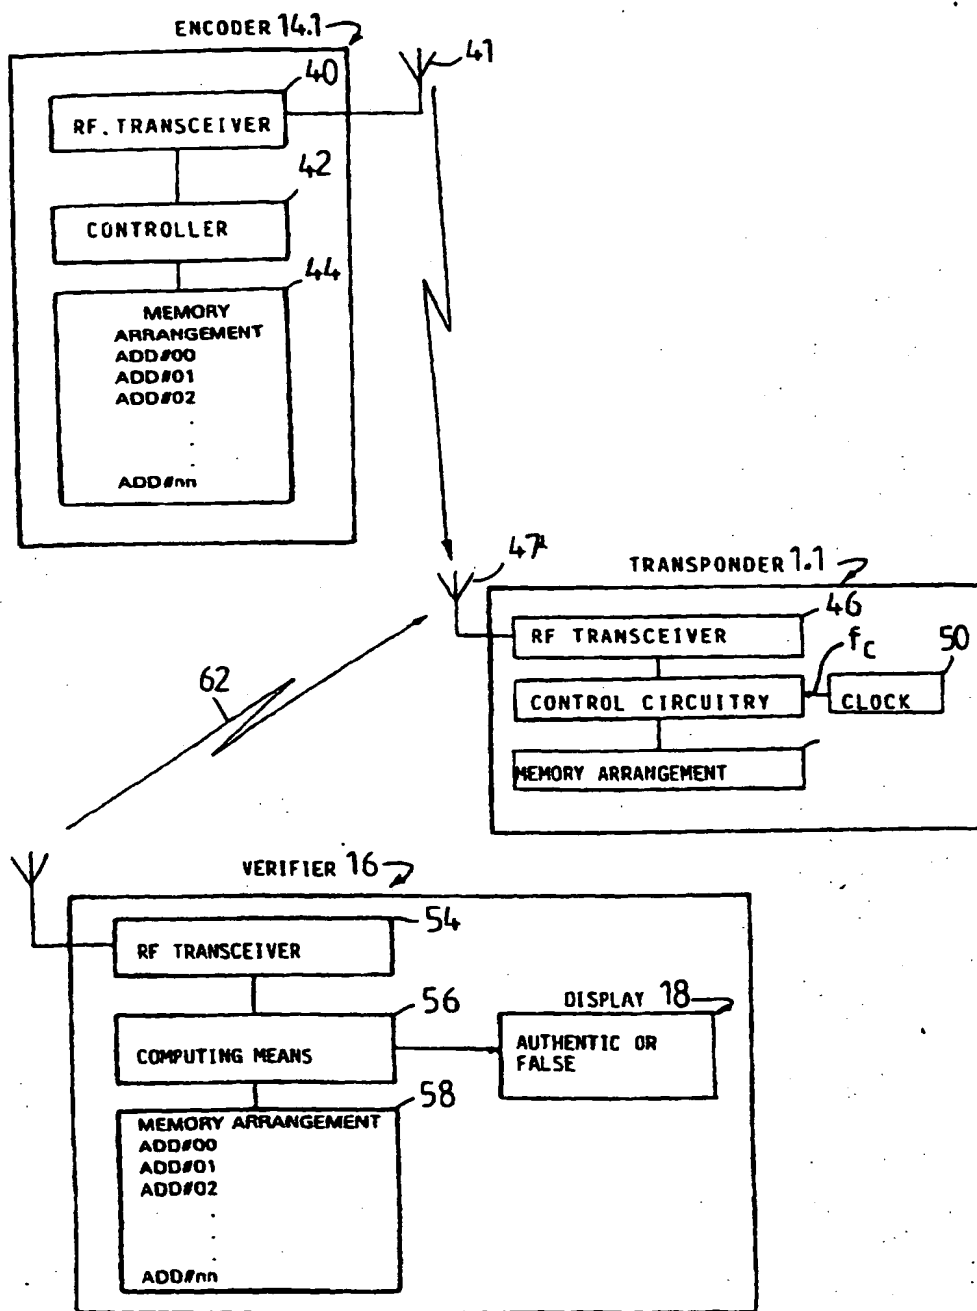 ENCODER 14.1
41
40
RF. TRANSCEIVER
42
CONTROLLER
44
MEMORY
ARRANGEMENT
ADD#00
ADD#01
ADD#02
ADD#nn
47
TRANSPONDER 1.1
46
RF TRANSCEIVER
fc
50
CONTROL CIRCUITRY
CLOCK
MEMORY ARRANGEMENT
62
VERIFIER 16
54
RF TRANSCEIVER
56
DISPLAY 18
COMPUTING MEANS
AUTHENTIC OR
FALSE
58
MEMORY ARRANGEMENT
ADD#00
ADD#01
ADD#02
ADD#nn